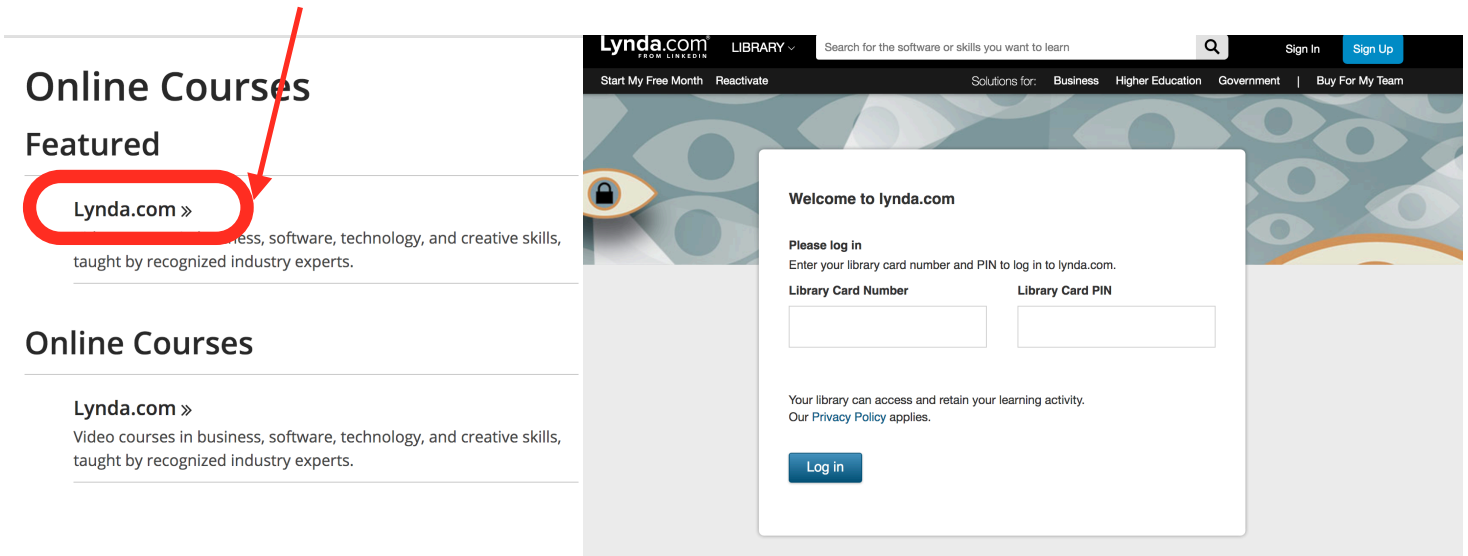 Online Courses
Featured
Lynda.com »
business, software, technology, and creative skills,
taught by recognized industry experts.
Online Courses
Lynda.com »
Video courses in business, software, technology, and creative skills,
taught by recognized industry experts.
Lynda.com®
FROM LINKEDIN
LIBRARY
Search for the software or skills you want to learn
Sign In
Sign Up
Start My Free Month Reactivate
Solutions for: Business Higher Education Government | Buy For My Team
Welcome to lynda.com
Please log in
Enter your library card number and PIN to log in to lynda.com.
Library Card Number
Library Card PIN
Your library can access and retain your learning activity.
Our Privacy Policy applies.
Log in